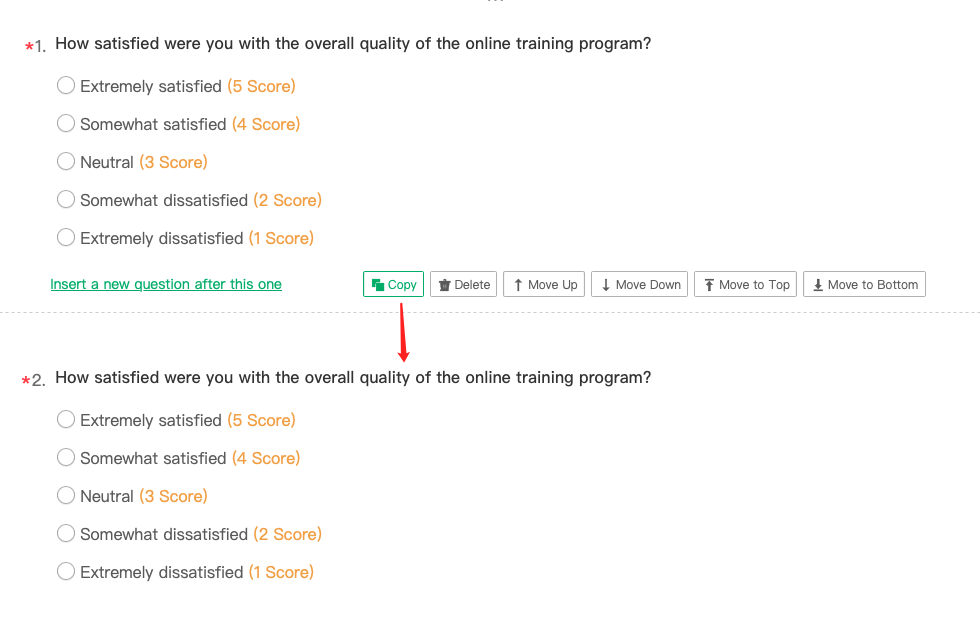 *1. How satisfied were you with the overall quality of the online training program?
Extremely satisfied (5 Score)
Somewhat satisfied (4 Score)
Neutral (3 Score)
Somewhat dissatisfied (2 Score)
Extremely dissatisfied (1 Score)
Insert a new question after this one Copy Delete Move Up Move Down Move to Top Move to Bottom
*2. How satisfied were you with the overall quality of the online training program?
Extremely satisfied (5 Score)
Somewhat satisfied (4 Score)
Neutral (3 Score)
Somewhat dissatisfied (2 Score)
Extremely dissatisfied (1 Score)